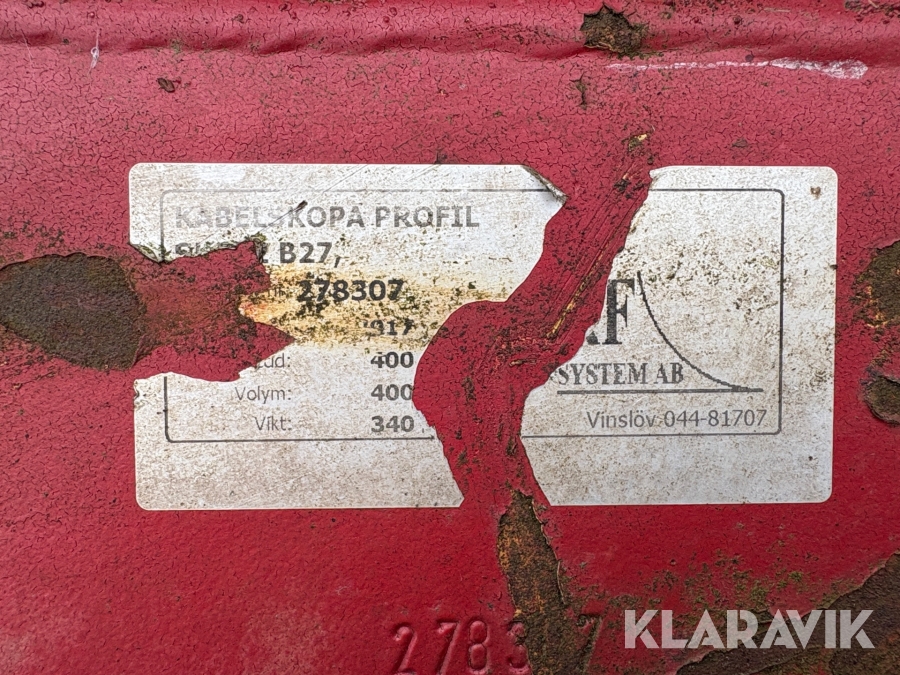 KABELSKOPA PROFIL
B27,
278307
400
Volym: 400
Vikt: 340
SYSTEM AB
Vinslöv 044-81707
KLARAVIK